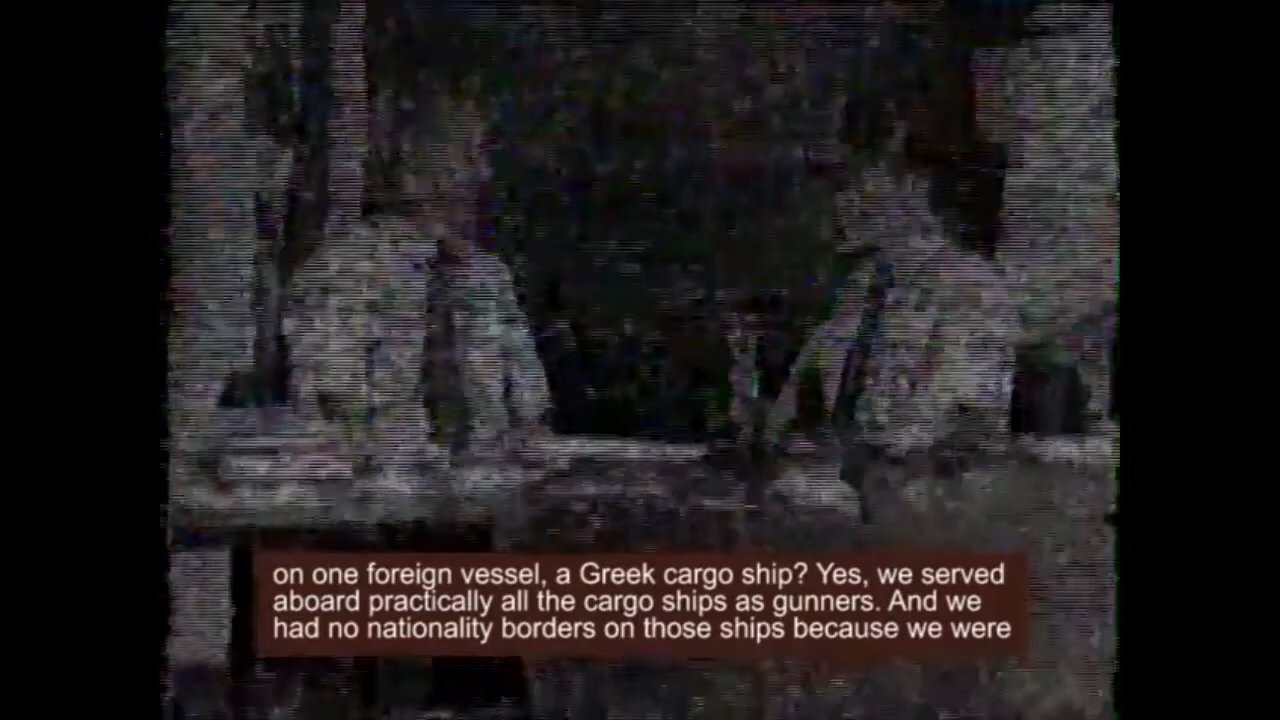 on one foreign vessel, a Greek cargo ship? Yes, we served
aboard practically all the cargo ships as gunners. And we
had no nationality borders on those ships because we were